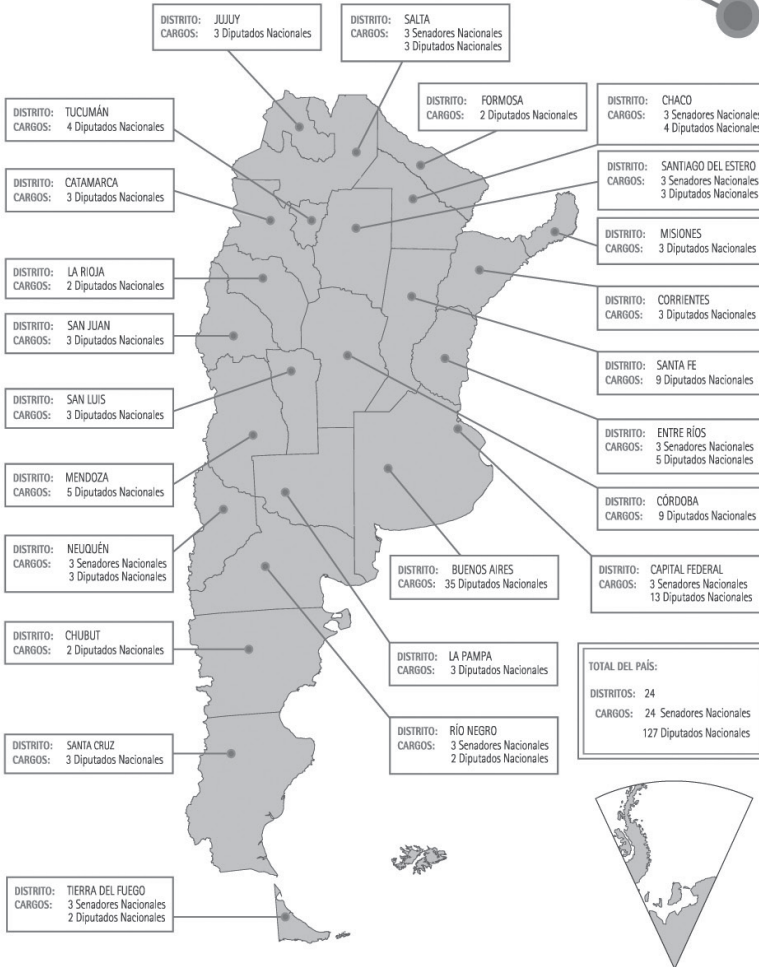 DISTRITO: JUJUY
CARGOS: 3 Diputados Nacionales
DISTRITO: SALTA
CARGOS: 3 Senadores Nacionales
3 Diputados Nacionales
DISTRITO: TUCUMÁN
CARGOS: 4 Diputados Nacionales
DISTRITO: FORMOSA
CARGOS: 2 Diputados Nacionales
DISTRITO: CHACO
CARGOS: 3 Senadores Nacionales
4 Diputados Nacionales
DISTRITO: SANTIAGO DEL ESTERO
CARGOS: 3 Senadores Nacionales
3 Diputados Nacionales
DISTRITO: CATAMARCA
CARGOS: 3 Diputados Nacionales
DISTRITO: MISIONES
CARGOS: 3 Diputados Nacionales
DISTRITO: LA RIOJA
CARGOS: 2 Diputados Nacionales
DISTRITO: CORRIENTES
CARGOS: 3 Diputados Nacionales
DISTRITO: SAN JUAN
CARGOS: 3 Diputados Nacionales
DISTRITO: SANTA FE
CARGOS: 9 Diputados Nacionales
DISTRITO: SAN LUIS
CARGOS: 3 Diputados Nacionales
DISTRITO: ENTRE RÍOS
CARGOS: 3 Senadores Nacionales
5 Diputados Nacionales
DISTRITO: MENDOZA
CARGOS: 5 Diputados Nacionales
DISTRITO: CÓRDOBA
CARGOS: 9 Diputados Nacionales
DISTRITO: NEUQUÉN
CARGOS: 3 Senadores Nacionales
3 Diputados Nacionales
DISTRITO: BUENOS AIRES
CARGOS: 35 Diputados Nacionales
DISTRITO: CAPITAL FEDERAL
CARGOS: 3 Senadores Nacionales
13 Diputados Nacionales
DISTRITO: CHUBUT
CARGOS: 2 Diputados Nacionales
DISTRITO: LA PAMPA
CARGOS: 3 Diputados Nacionales
TOTAL DEL PAÍS:
DISTRITOS: 24
CARGOS: 24 Senadores Nacionales
127 Diputados Nacionales
DISTRITO: SANTA CRUZ
CARGOS: 3 Diputados Nacionales
DISTRITO: RÍO NEGRO
CARGOS: 3 Senadores Nacionales
2 Diputados Nacionales
DISTRITO: TIERRA DEL FUEGO
CARGOS: 3 Senadores Nacionales
2 Diputados Nacionales